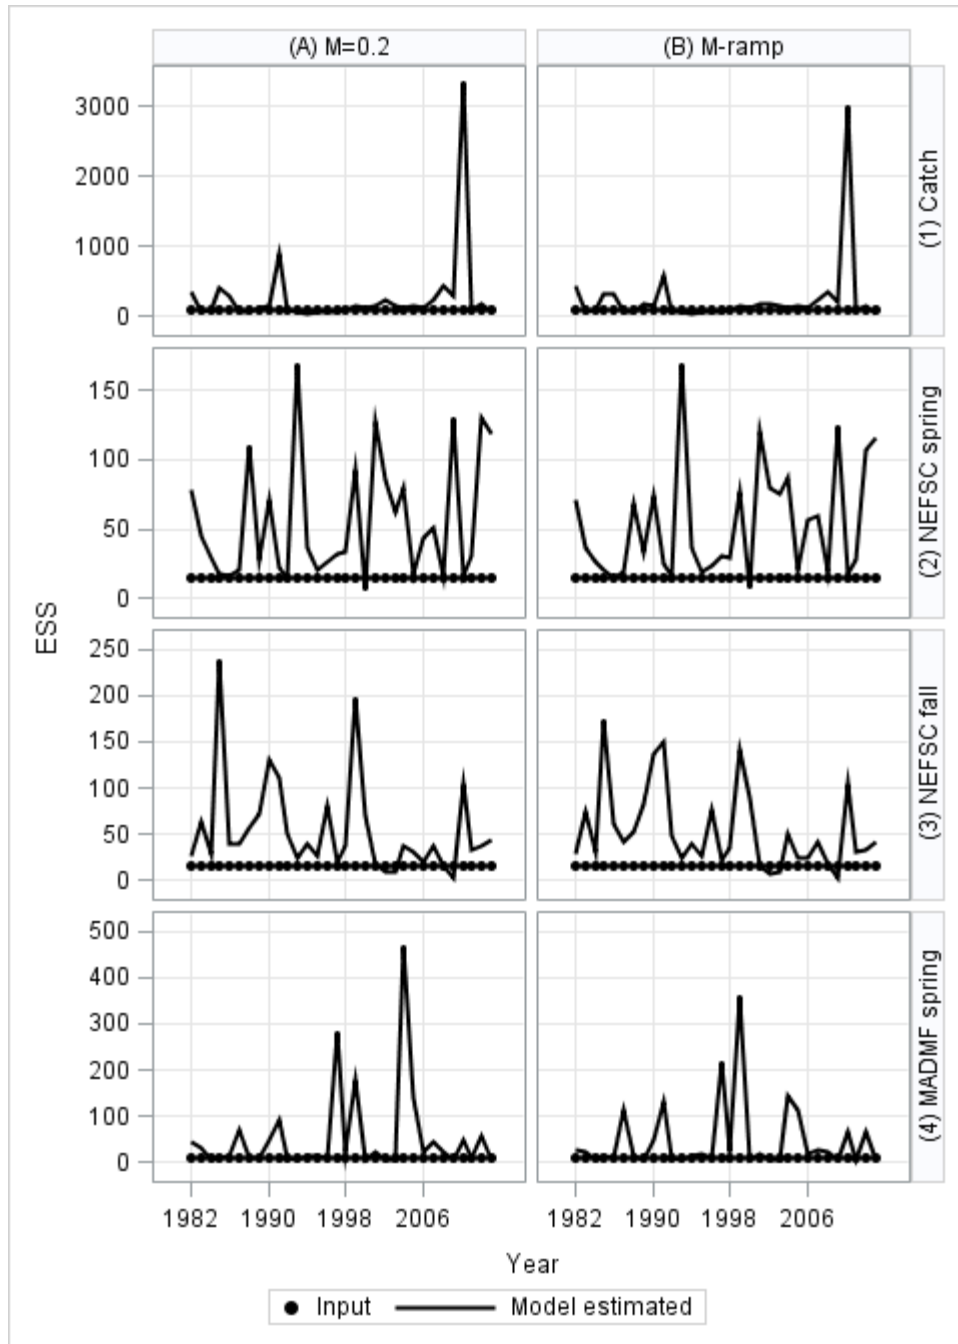 (A) M=0.2
(B) M-ramp
3000
2000
1000
0
(1) Catch
150
100
50
0
(2) NEFSC spring
250
200
150
100
50
0
(3) NEFSC fall
500
400
300
200
100
0
(4) MADMF spring
ESS
1982 1990 1998 2006
1982 1990 1998 2006
Year
Input
Model estimated